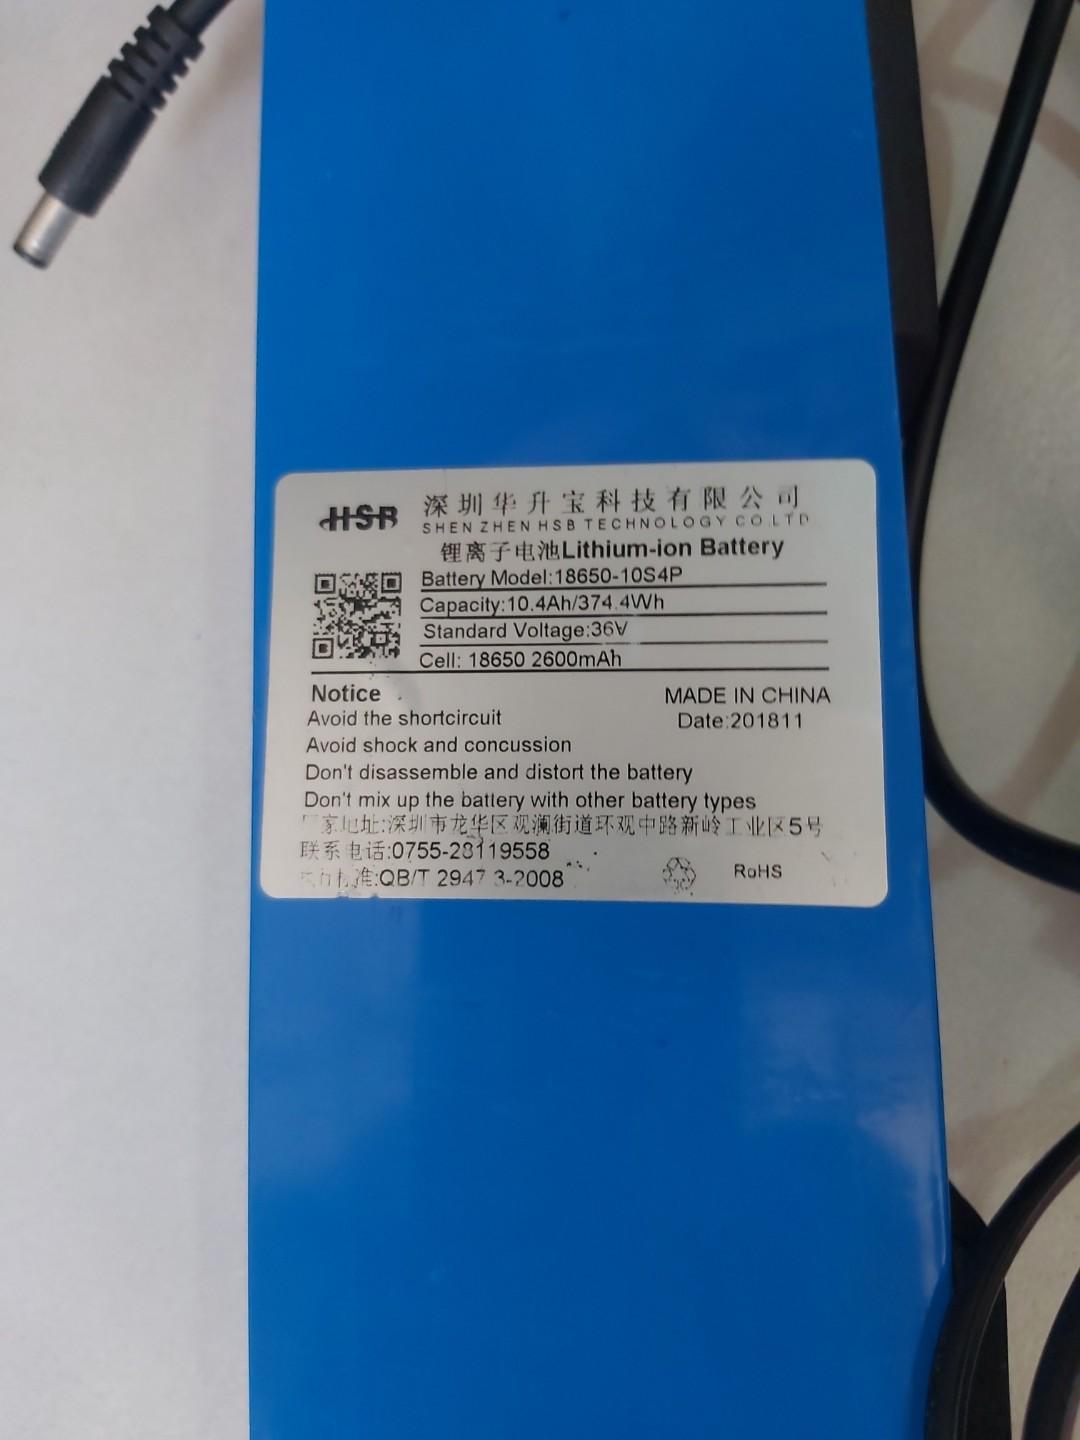 HSB
深圳华升宝科技有限公司
SHEN ZHEN HSB TECHNOLOGY CO.LTD
锂离子电池Lithium-ion Battery
Battery Model:18650-10S4P
Capacity:10.4Ah/374.4Wh
Standard Voltage:36V
Cell: 18650 2600mAh
Notice
MADE IN CHINA
Avoid the shortcircuit
Date:201811
Avoid shock and concussion
Don't disassemble and distort the battery
Don't mix up the battery with other battery types
厂家地址:深圳市龙华区观澜街道环观中路新岭工业区5号
联系电话:0755-28119558
标准:QB/T 2947 3-2008
RoHS